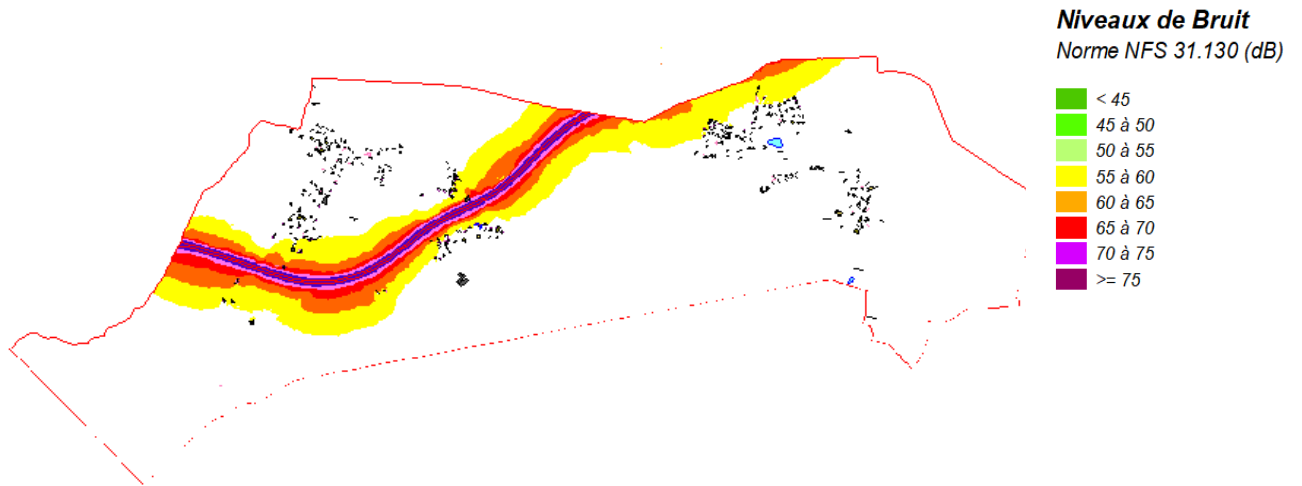 Niveaux de Bruit
Norme NFS 31.130 (dB)
< 45
45 à 50
50 à 55
55 à 60
60 à 65
65 à 70
70 à 75
>= 75